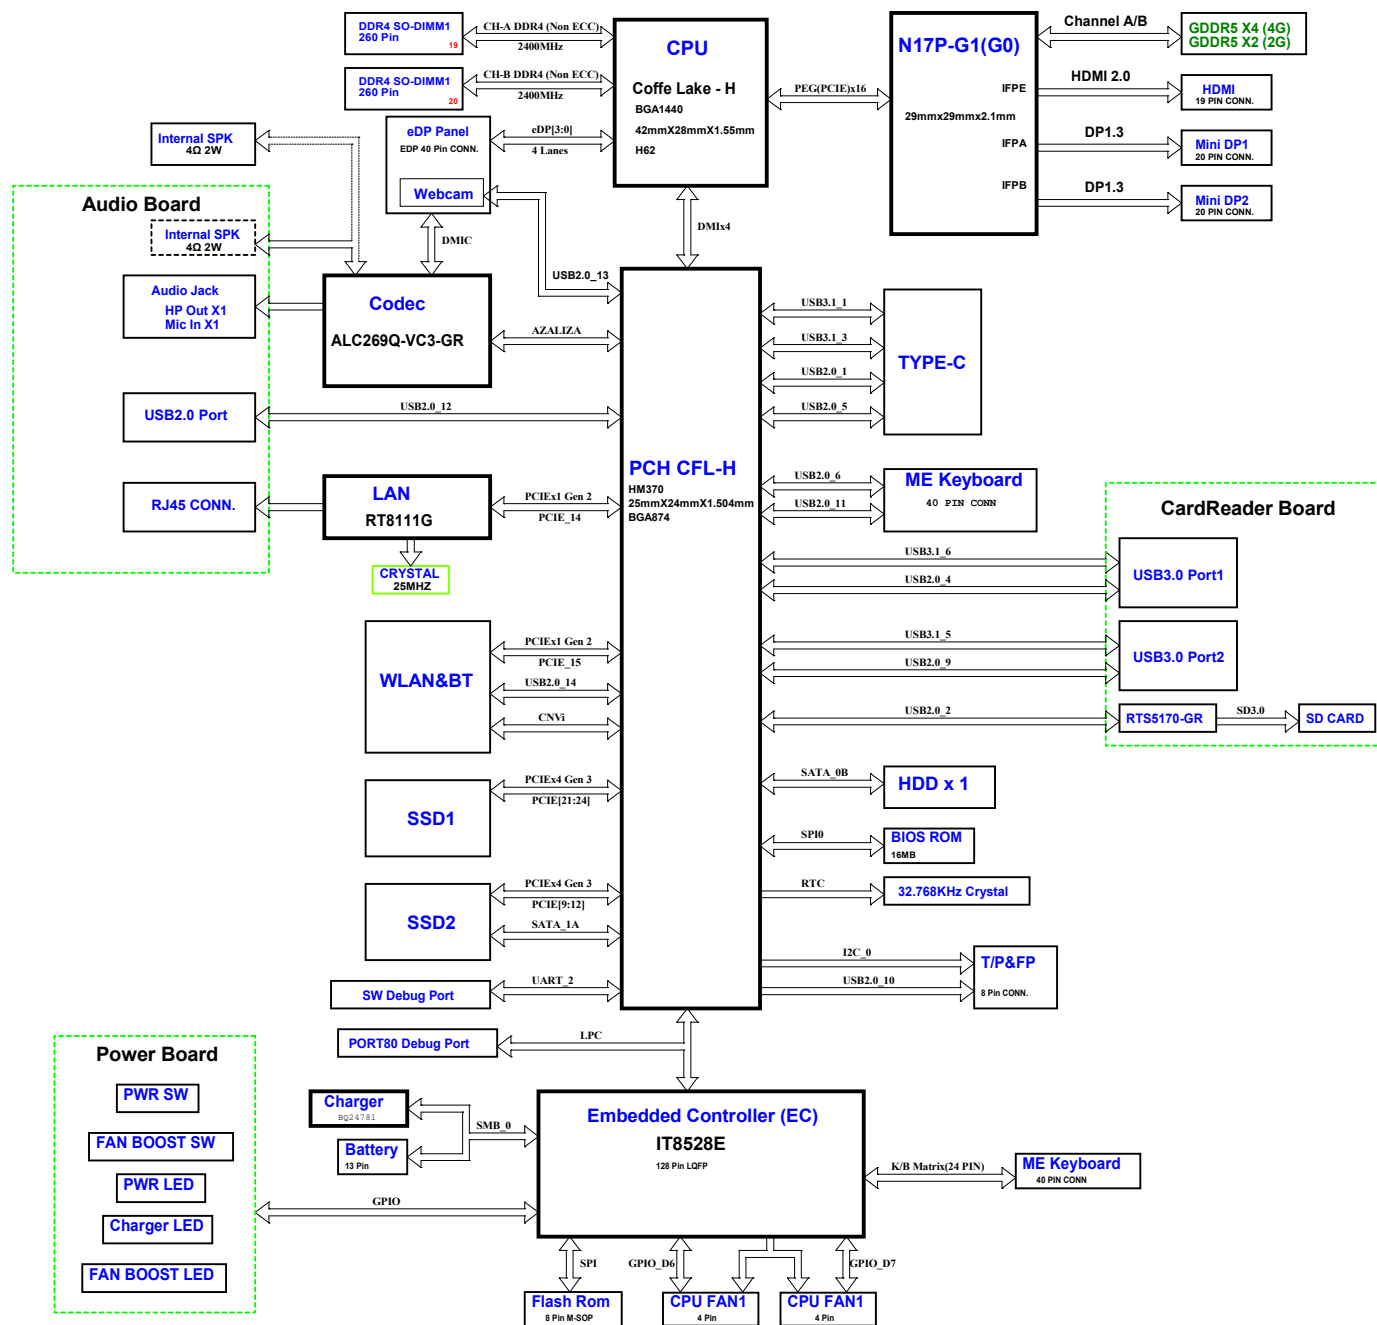 DDR4 SO-DIMM1
260 Pin
19
CH-A DDR4 (Non ECC)
2400MHz
DDR4 SO-DIMM1
260 Pin
20
CH-B DDR4 (Non ECC)
2400MHz
CPU
Coffe Lake - H
BGA1440
42mmX28mmX1.55mm
H62
PEG(PCIE)x16
N17P-G1(G0)
29mmx29mmx2.1mm
IFPE
IFPA
IFPB
Channel A/B
GDDR5 X4 (4G)
GDDR5 X2 (2G)
HDMI 2.0
HDMI
19 PIN CONN.
DP1.3
Mini DP1
20 PIN CONN.
DP1.3
Mini DP2
20 PIN CONN.
eDP Panel
EDP 40 Pin CONN.
Webcam
eDP[3:0]
4 Lanes
Internal SPK
4Ω 2W
Audio Board
Internal SPK
4Ω 2W
DMIC
USB2.0_13
DMIx4
Audio Jack
HP Out X1
Mic In X1
Codec
ALC269Q-VC3-GR
AZALIZA
USB2.0 Port
USB2.0_12
RJ45 CONN.
LAN
RT8111G
PCIEx1 Gen 2
PCIE_14
CRYSTAL
25MHZ
PCH CFL-H
HM370
25mmX24mmX1.504mm
BGA874
USB3.1_1
USB3.1_3
USB2.0_1
USB2.0_5
TYPE-C
USB2.0_6
USB2.0_11
ME Keyboard
40 PIN CONN
CardReader Board
USB3.1_6
USB2.0_4
USB3.0 Port1
USB3.1_5
USB2.0_9
USB3.0 Port2
USB2.0_2
RTS5170-GR
SD3.0
SD CARD
WLAN&BT
PCIEx1 Gen 2
PCIE_15
USB2.0_14
CNVi
SSD1
PCIEx4 Gen 3
PCIE[21:24]
SATA_0B
HDD x 1
SPI0
BIOS ROM
16MB
RTC
32.768KHz Crystal
SSD2
PCIEx4 Gen 3
PCIE[9:12]
SATA_1A
I2C_0
USB2.0_10
T/P&FP
8 Pin CONN.
SW Debug Port
UART_2
PORT80 Debug Port
LPC
Power Board
PWR SW
FAN BOOST SW
PWR LED
Charger LED
FAN BOOST LED
Charger
BQ24781
Battery
13 Pin
SMB_0
GPIO
Embedded Controller (EC)
IT8528E
128 Pin LQFP
K/B Matrix(24 PIN)
ME Keyboard
40 PIN CONN
SPI
GPIO_D6
GPIO_D7
Flash Rom
8 Pin M-SOP
CPU FAN1
4 Pin
CPU FAN1
4 Pin